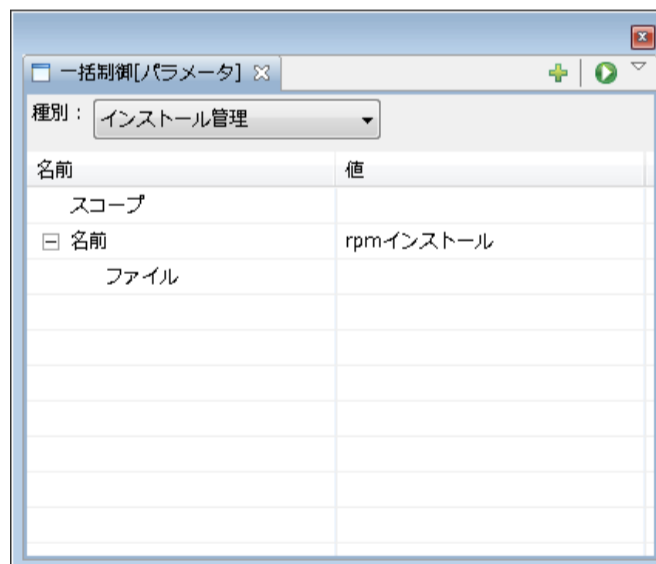 一括制御[パラメータ]
種別： インストール管理
名前 値
スコープ
名前 rpmインストール
ファイル